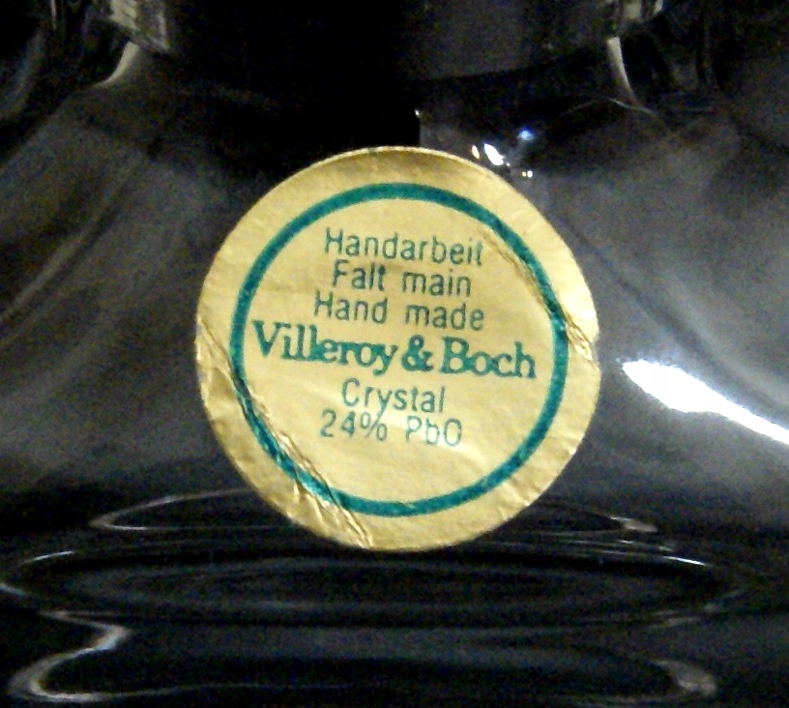 Handarbeit
Falt main
Hand made
Villeroy & Boch
Crystal
24% PbO